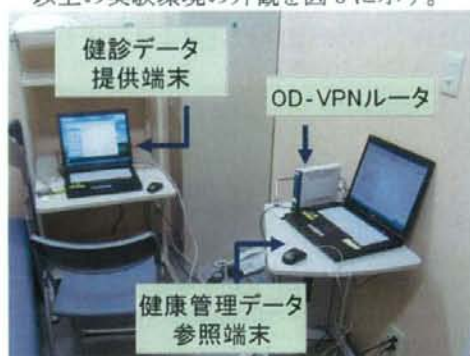 以上の実験環境の外観を図6に示す。
健診データ
提供端末
OD-VPNルータ
健康管理データ
参照端末